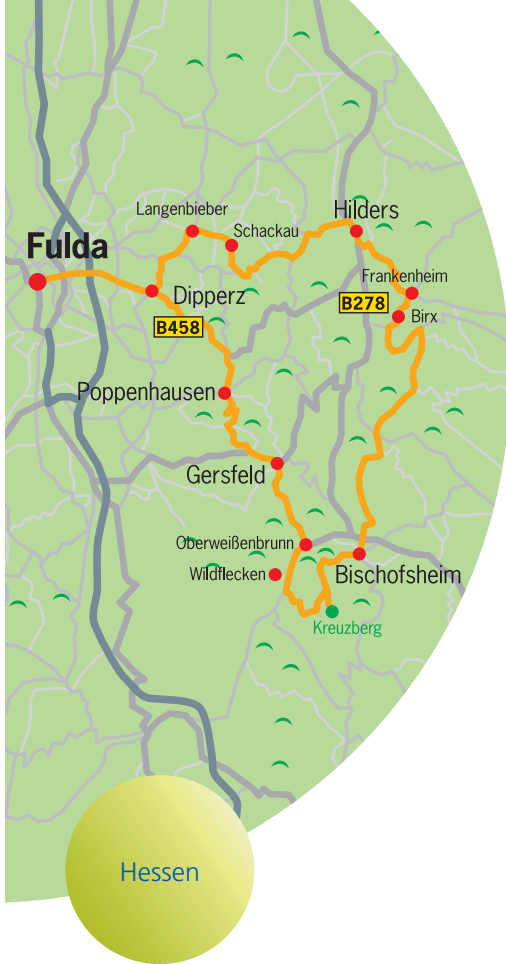 Langenbieber
Hilders
Schackau
Fulda
Frankenheim
Dipperz
B278
Birx
B458
Poppenhausen
Gersfeld
Oberweißenbrunn
Wildflecken
Bischofsheim
Kreuzberg
Hessen